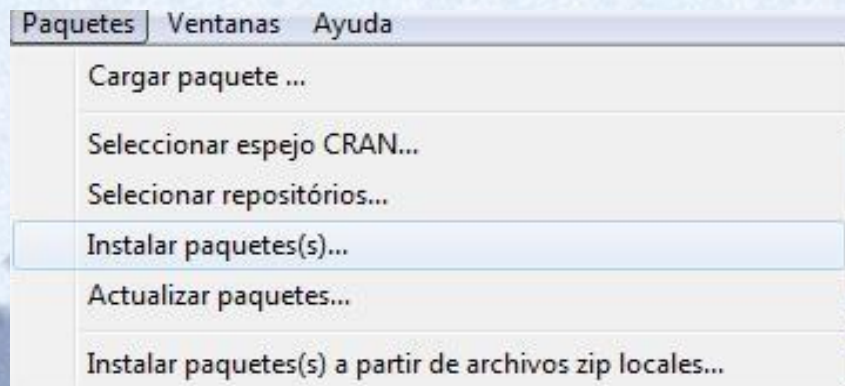 Paquetes Ventanas Ayuda
Cargar paquete ...
Seleccionar espejo CRAN...
Selecionar repositórios...
Instalar paquetes(s)...
Actualizar paquetes...
Instalar paquetes(s) a partir de archivos zip locales...